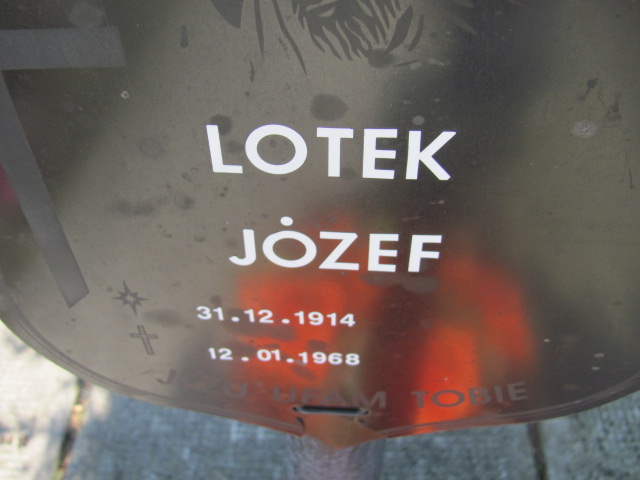 LOTEK
JÓZEF
31.12.1914
12.01.1968
UFAM TOBIE